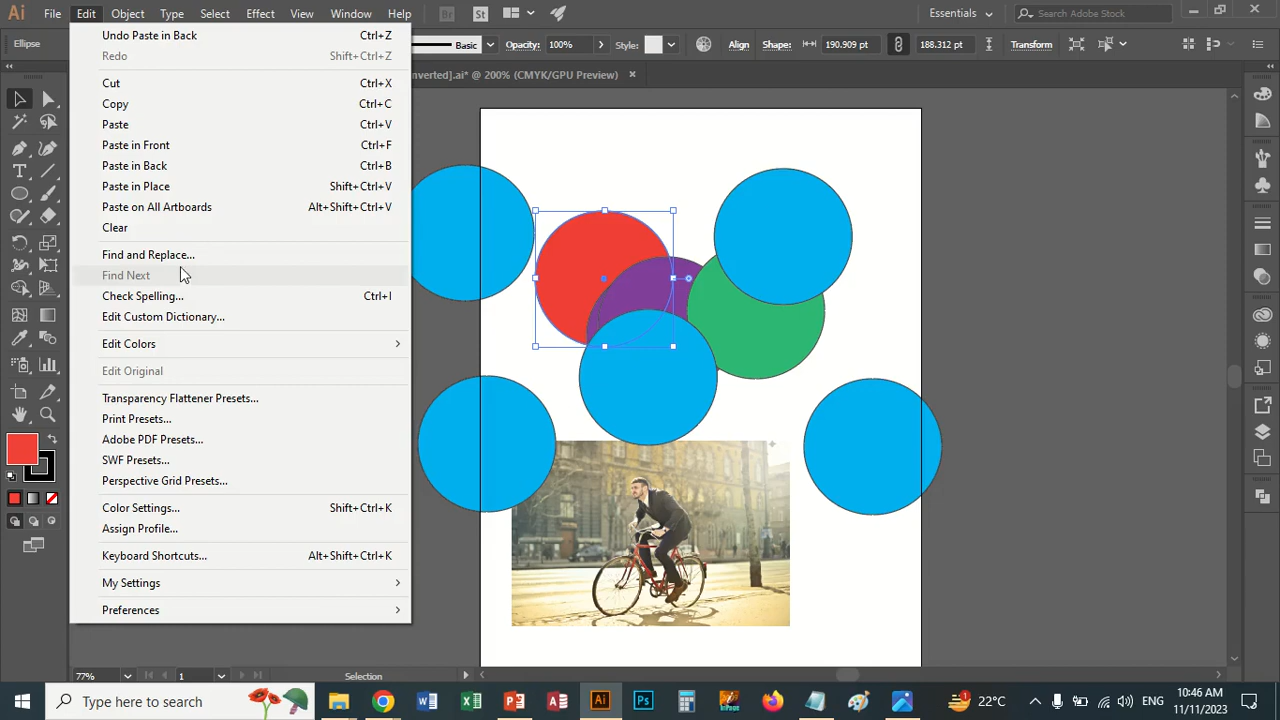 Ai File Edit Object Type Select Effect View Window Help Br St Essentials Search Adobe Stock
Ellipse Basic Opacity: 100% Style: Align Shape: 190.909 pt 188.312 pt Transform
nverted].ai* @ 200% (CMYK/GPU Preview)
Undo Paste in Back Ctrl+Z
Redo Shift+Ctrl+Z
Cut Ctrl+X
Copy Ctrl+C
Paste Ctrl+V
Paste in Front Ctrl+F
Paste in Back Ctrl+B
Paste in Place Shift+Ctrl+V
Paste on All Artboards Alt+Shift+Ctrl+V
Clear
Find and Replace...
Find Next
Check Spelling... Ctrl+I
Edit Custom Dictionary...
Edit Colors
Edit Original
Transparency Flattener Presets...
Print Presets...
Adobe PDF Presets...
SWF Presets...
Perspective Grid Presets...
Color Settings... Shift+Ctrl+K
Assign Profile...
Keyboard Shortcuts... Alt+Shift+Ctrl+K
My Settings
Preferences
77% 1 Selection
Type here to search 22°C ENG 10:46 AM
11/11/2023